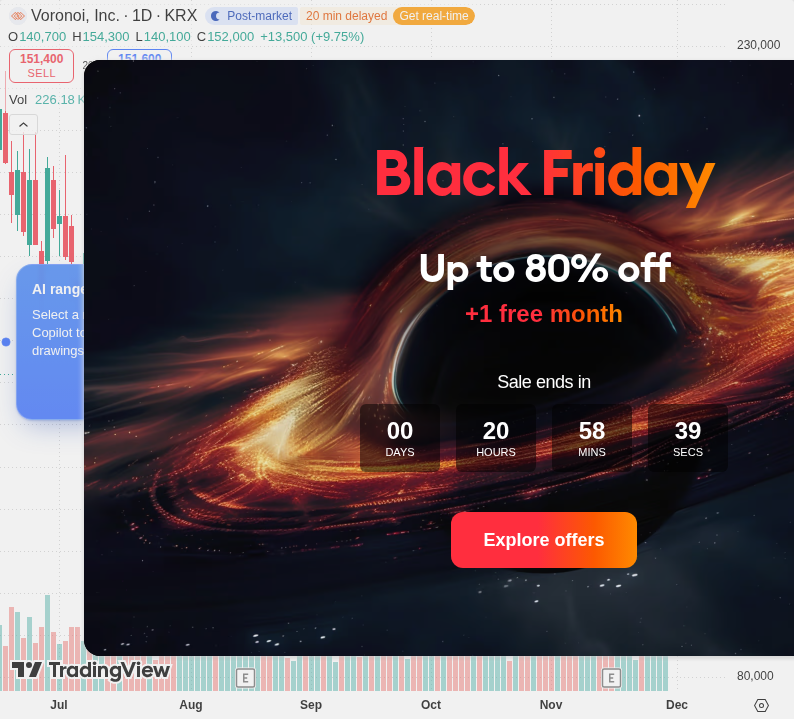 Voronoi, Inc. · 1D · KRX Post-market 20 min delayed Get real-time
O140,700 H154,300 L140,100 C152,000 +13,500 (+9.75%)
230,000
151,400
SELL
151,600
Vol 226.18 K
Black Friday
Up to 80% off
+1 free month
AI range
Select a
Copilot to
drawings
Sale ends in
00 20 58 39
DAYS HOURS MINS SECS
Explore offers
TradingView
E E
80,000
Jul Aug Sep Oct Nov Dec